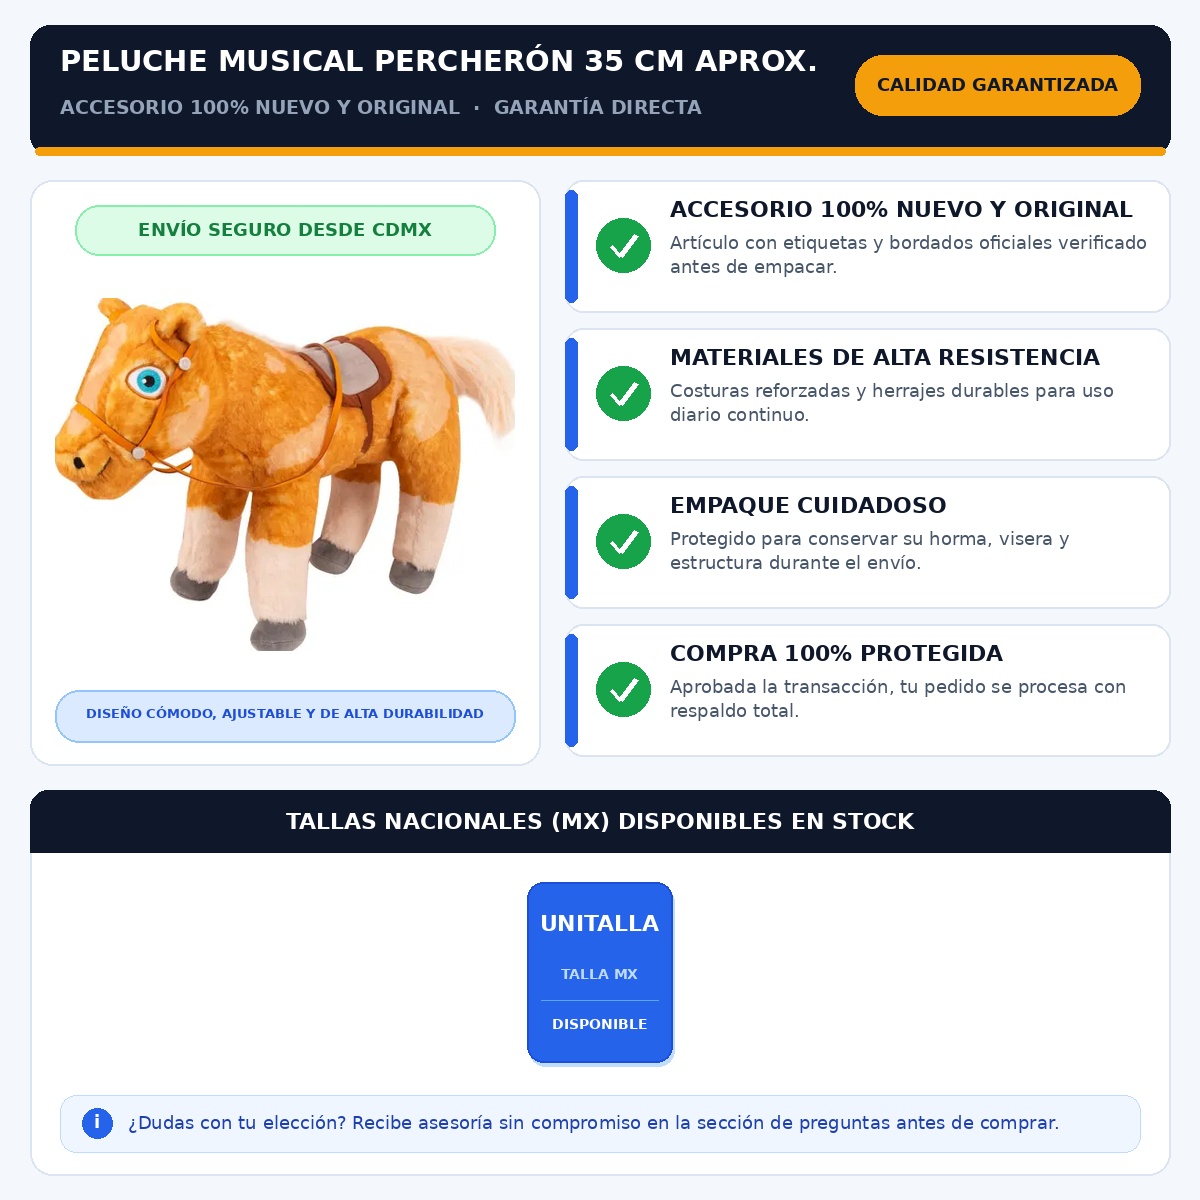 PELUCHE MUSICAL PERCHERÓN 35 CM APROX.
ACCESORIO 100% NUEVO Y ORIGINAL · GARANTÍA DIRECTA
CALIDAD GARANTIZADA
ENVÍO SEGURO DESDE CDMX
DISEÑO CÓMODO, AJUSTABLE Y DE ALTA DURABILIDAD
ACCESORIO 100% NUEVO Y ORIGINAL
Artículo con etiquetas y bordados oficiales verificado
antes de empacar.
MATERIALES DE ALTA RESISTENCIA
Costuras reforzadas y herrajes durables para uso
diario continuo.
EMPAQUE CUIDADOSO
Protegido para conservar su horma, visera y
estructura durante el envío.
COMPRA 100% PROTEGIDA
Aprobada la transacción, tu pedido se procesa con
respaldo total.
TALLAS NACIONALES (MX) DISPONIBLES EN STOCK
UNITALLA
TALLA MX
DISPONIBLE
i ¿Dudas con tu elección? Recibe asesoría sin compromiso en la sección de preguntas antes de comprar.